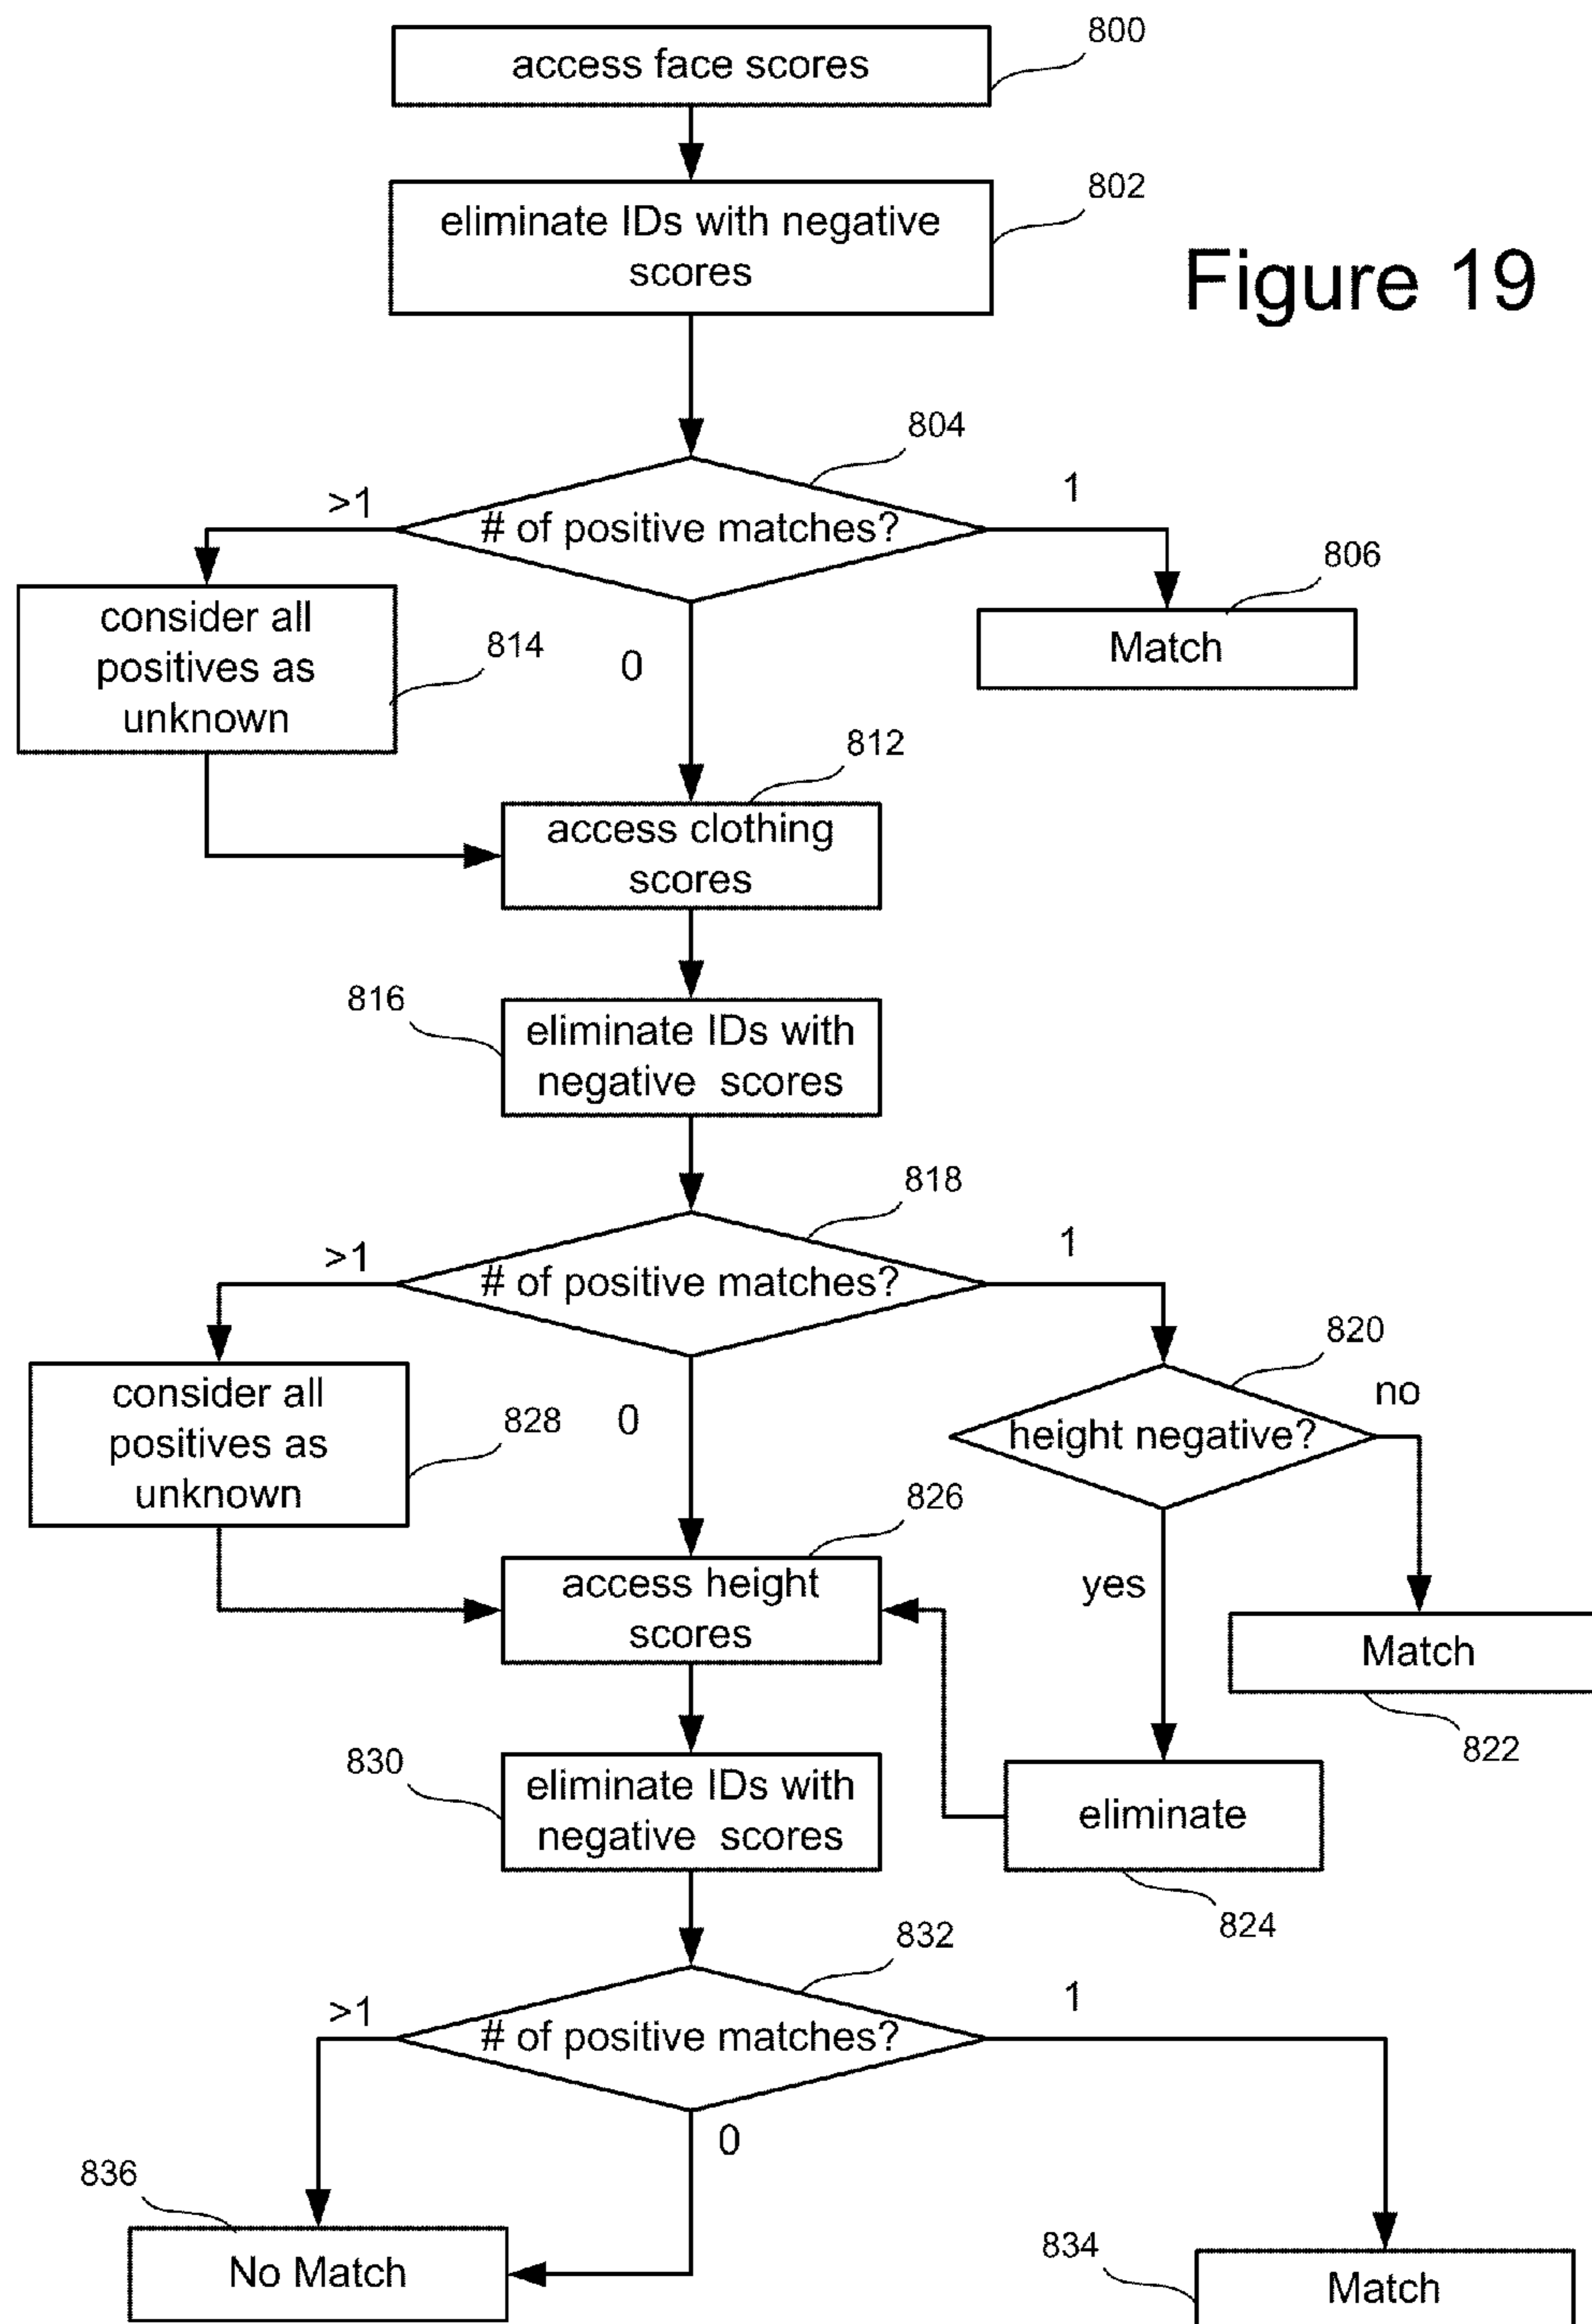 access face scores
800
eliminate IDs with negative
scores
802
Figure 19
804
>1
# of positive matches?
1
806
Match
consider all
positives as
unknown
814
0
812
access clothing
scores
816
eliminate IDs with
negative scores
818
>1
# of positive matches?
1
820
height negative?
no
consider all
positives as
unknown
828
0
826
access height
scores
yes
Match
822
830
eliminate IDs with
negative scores
eliminate
824
832
>1
# of positive matches?
1
0
836
No Match
834
Match